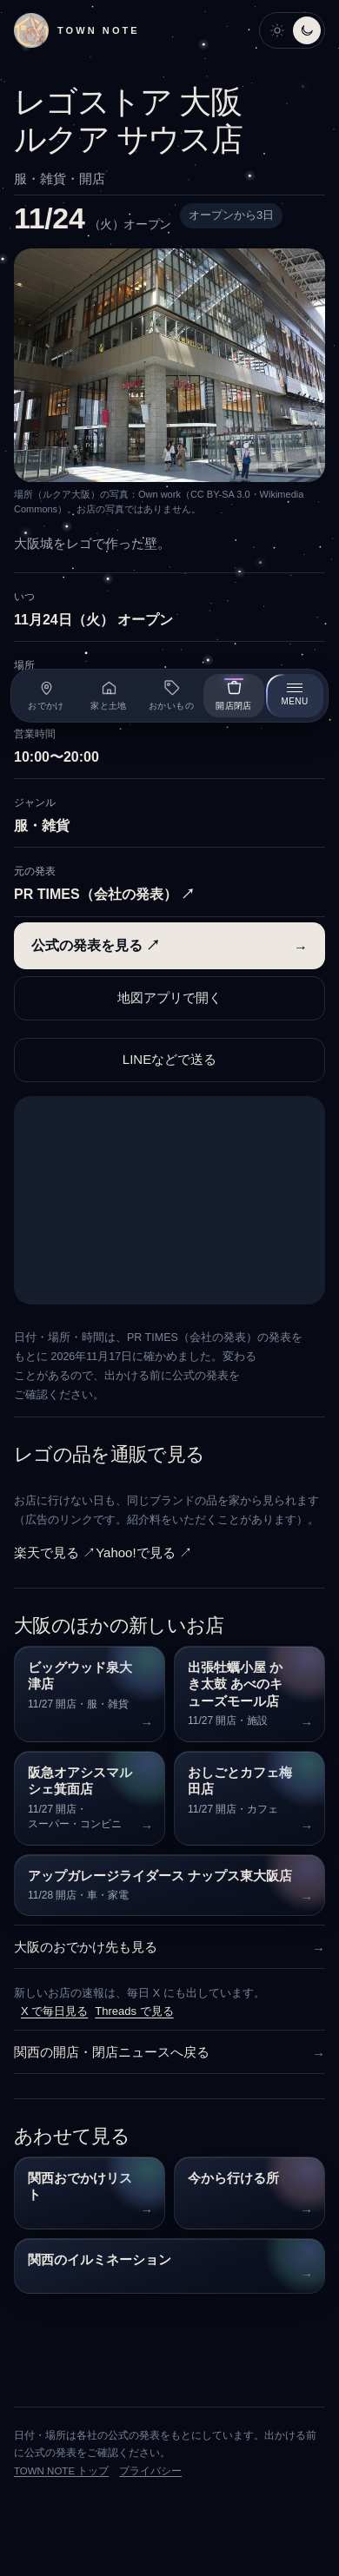 TOWN NOTE
レゴストア 大阪
ルクア サウス店
服・雑貨・開店
11/24（火）オープン オープンから3日
場所（ルクア大阪）の写真：Own work（CC BY-SA 3.0・Wikimedia
Commons）。お店の写真ではありません。
大阪城をレゴで作った壁。
いつ
11月24日（火） オープン
場所
おでかけ 家と土地 おかいもの 開店閉店 MENU
営業時間
10:00〜20:00
ジャンル
服・雑貨
元の発表
PR TIMES（会社の発表） ↗
公式の発表を見る ↗ →
地図アプリで開く
LINEなどで送る
日付・場所・時間は、PR TIMES（会社の発表）の発表を
もとに 2026年11月17日に確かめました。変わる
ことがあるので、出かける前に公式の発表を
ご確認ください。
レゴの品を通販で見る
お店に行けない日も、同じブランドの品を家から見られます
（広告のリンクです。紹介料をいただくことがあります）。
楽天で見る ↗Yahoo!で見る ↗
大阪のほかの新しいお店
ビッグウッド泉大
津店
11/27 開店・服・雑貨
→
出張牡蠣小屋 か
き太鼓 あべのキ
ューズモール店
11/27 開店・施設
→
阪急オアシスマル
シェ箕面店
11/27 開店・
スーパー・コンビニ
→
おしごとカフェ梅
田店
11/27 開店・カフェ
→
アップガレージライダース ナップス東大阪店
11/28 開店・車・家電
→
大阪のおでかけ先も見る →
新しいお店の速報は、毎日 X にも出しています。
X で毎日見る Threads で見る
関西の開店・閉店ニュースへ戻る →
あわせて見る
関西おでかけリス
ト
→
今から行ける所
→
関西のイルミネーション
→
日付・場所は各社の公式の発表をもとにしています。出かける前
に公式の発表をご確認ください。
TOWN NOTE トップ プライバシー